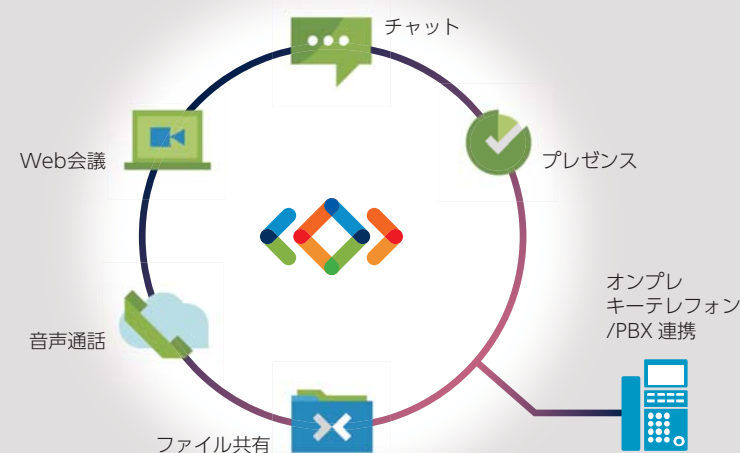 チャット
Web会議
プレゼンス
オンプレ
キーテレフォン
/PBX 連携
音声通話
ファイル共有